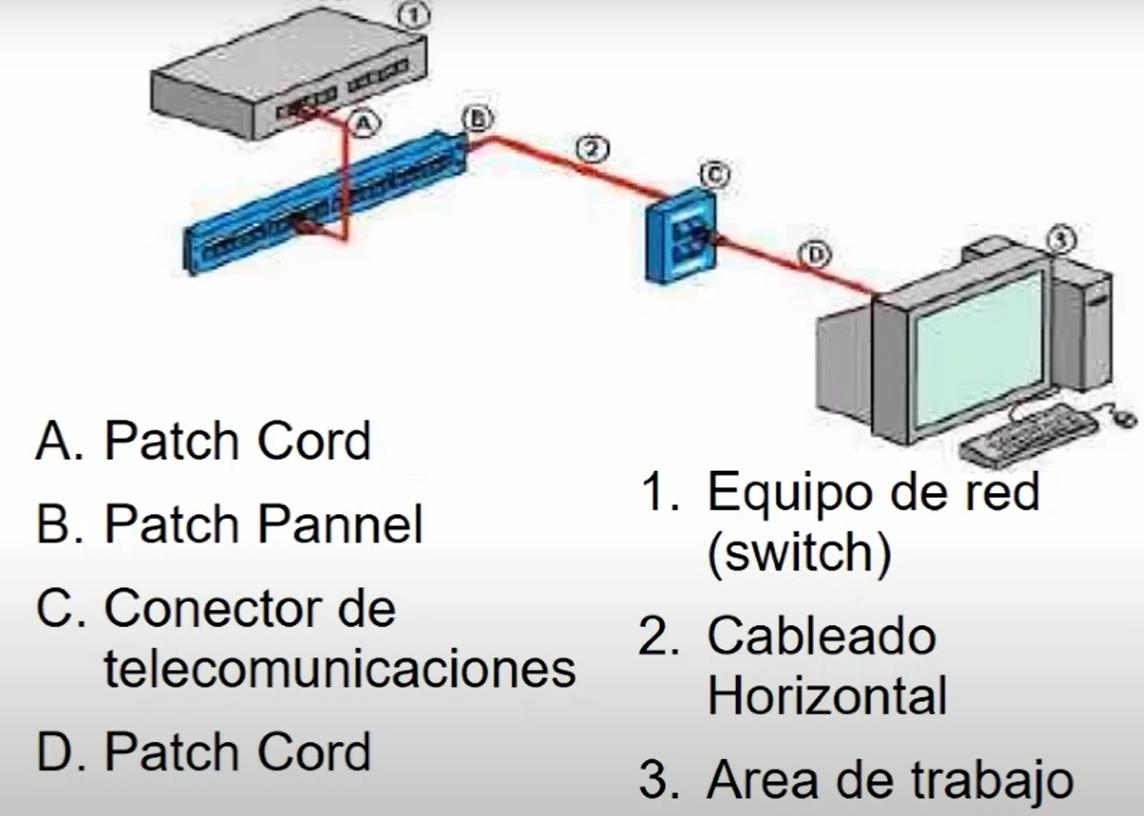 1
A
B
2
C
D
3
A. Patch Cord
B. Patch Pannel
C. Conector de
telecomunicaciones
D. Patch Cord
1. Equipo de red
(switch)
2. Cableado
Horizontal
3. Area de trabajo